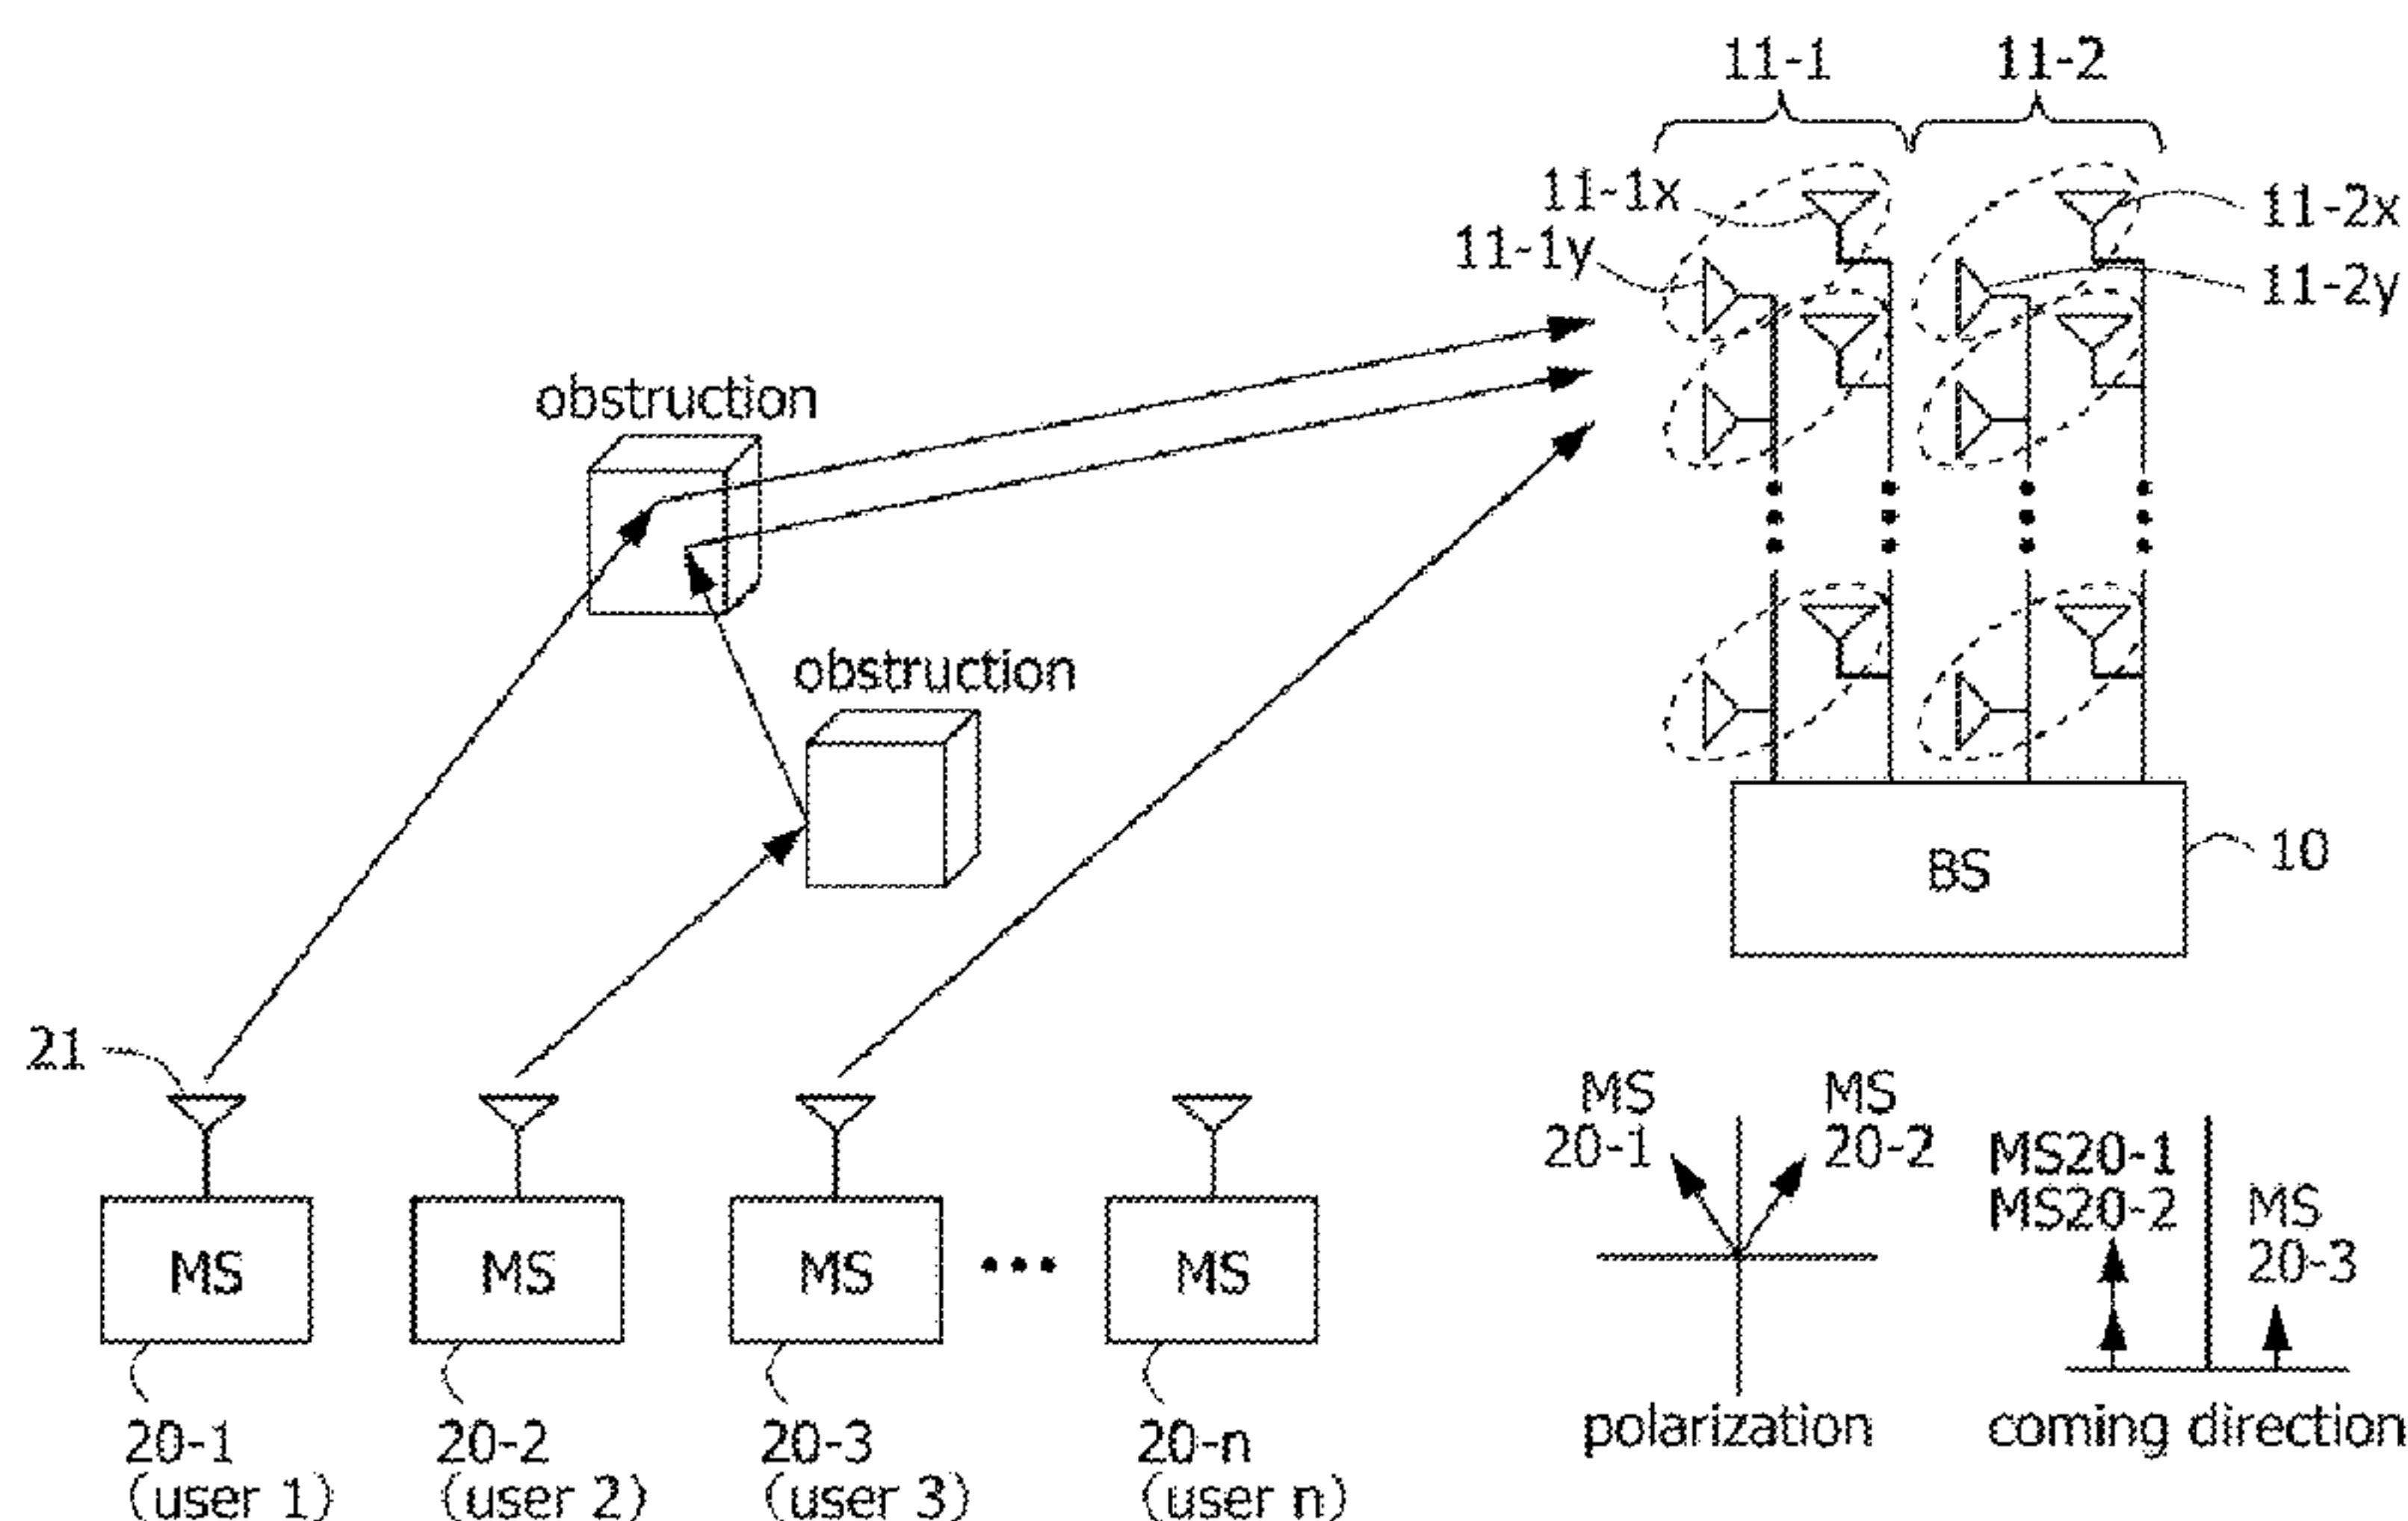 11-1
11-2
11-1x
11-2x
11-1y
11-2y
obstruction
obstruction
BS
10
21
MS
MS
MS
•••
MS
20-1
(user 1)
20-2
(user 2)
20-3
(user 3)
20-n
(user n)
MS
20-1
MS
20-2
polarization
MS20-1
MS20-2
MS
20-3
coming direction